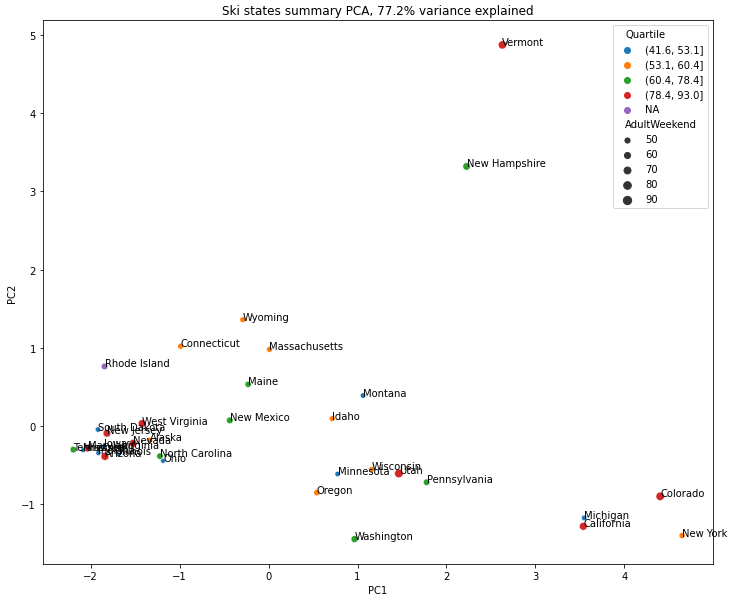 Ski states summary PCA, 77.2% variance explained
Quartile
(41.6, 53.1]
(53.1, 60.4]
(60.4, 78.4]
(78.4, 93.0]
NA
AdultWeekend
50
60
70
80
90
5
4
3
2
1
0
−1
PC2
Vermont
New Hampshire
Wyoming
Connecticut
Massachusetts
Rhode Island
Maine
Montana
New Mexico
Idaho
West Virginia
South Dakota
New Jersey
Alaska
Nevada
Iowa
Arizona
North Carolina
Ohio
Wisconsin
Minnesota
Utah
Pennsylvania
Oregon
Colorado
Michigan
California
New York
Washington
−2
−1
0
1
2
3
4
PC1